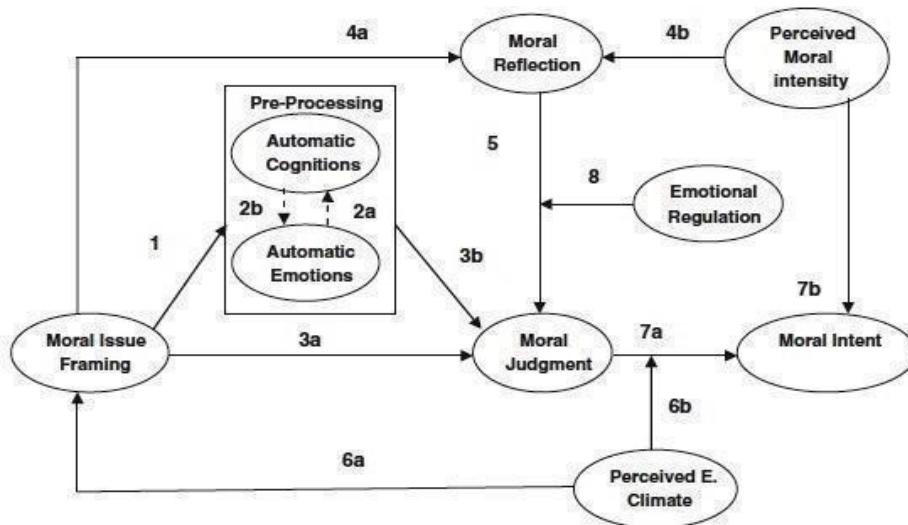 4a
Moral
Reflection
4b
Perceived
Moral
intensity
Pre-Processing
Automatic
Cognitions
5
8
Emotional
Regulation
2b
2a
1
Automatic
Emotions
3b
7b
Moral Issue
Framing
3a
Moral
Judgment
7a
Moral Intent
6b
6a
Perceived E.
Climate